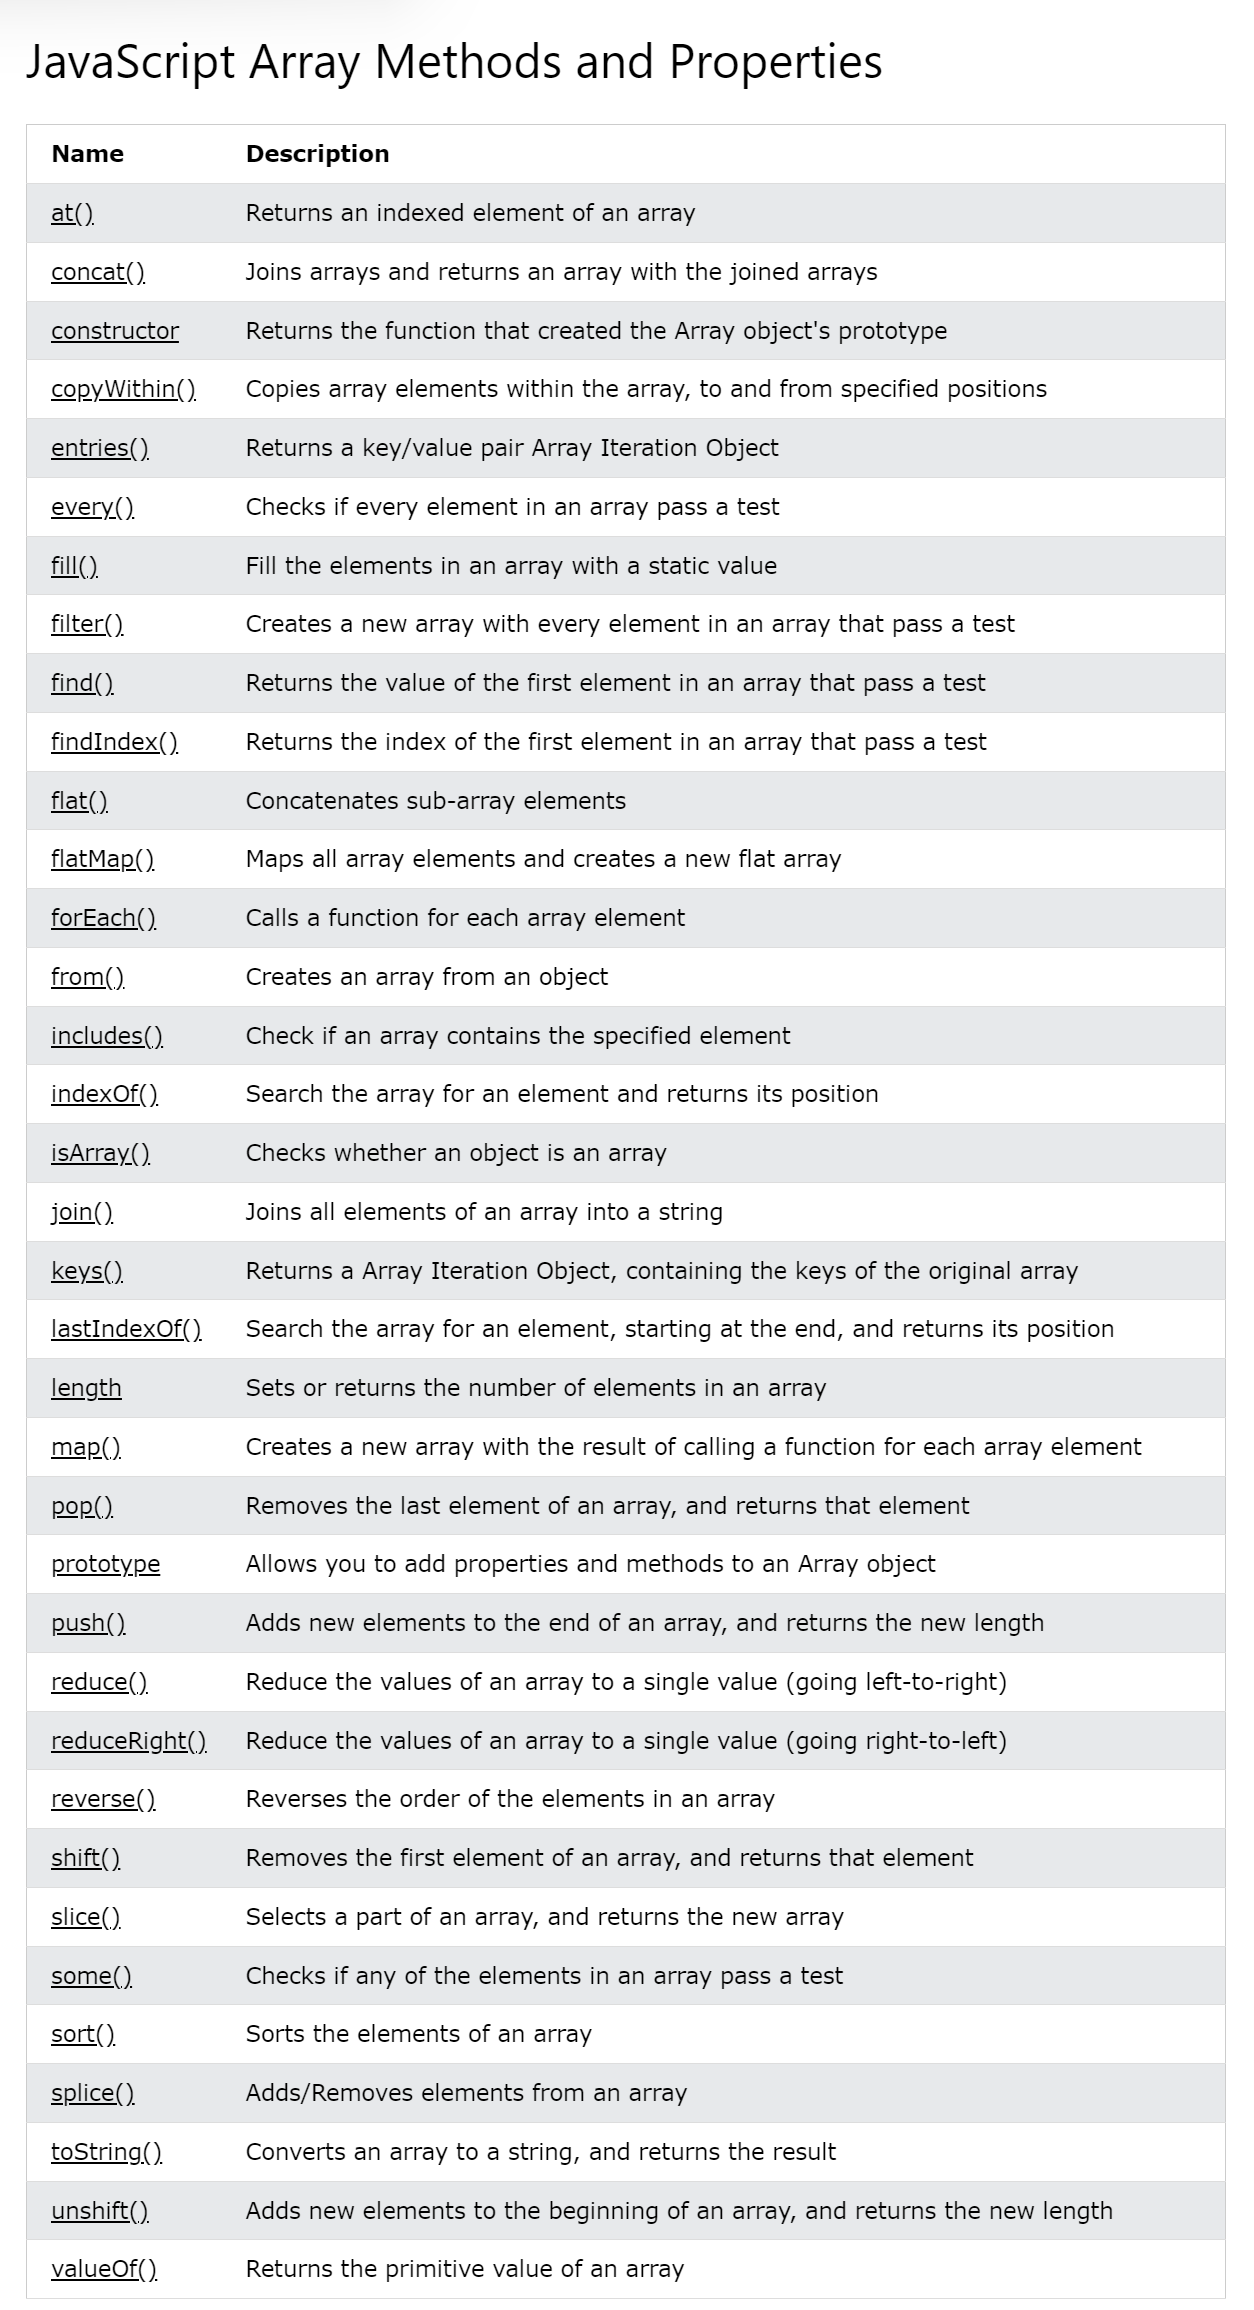 JavaScript Array Methods and Properties
Name Description
at() Returns an indexed element of an array
concat() Joins arrays and returns an array with the joined arrays
constructor Returns the function that created the Array object's prototype
copyWithin() Copies array elements within the array, to and from specified positions
entries() Returns a key/value pair Array Iteration Object
every() Checks if every element in an array pass a test
fill() Fill the elements in an array with a static value
filter() Creates a new array with every element in an array that pass a test
find() Returns the value of the first element in an array that pass a test
findIndex() Returns the index of the first element in an array that pass a test
flat() Concatenates sub-array elements
flatMap() Maps all array elements and creates a new flat array
forEach() Calls a function for each array element
from() Creates an array from an object
includes() Check if an array contains the specified element
indexOf() Search the array for an element and returns its position
isArray() Checks whether an object is an array
join() Joins all elements of an array into a string
keys() Returns a Array Iteration Object, containing the keys of the original array
lastIndexOf() Search the array for an element, starting at the end, and returns its position
length Sets or returns the number of elements in an array
map() Creates a new array with the result of calling a function for each array element
pop() Removes the last element of an array, and returns that element
prototype Allows you to add properties and methods to an Array object
push() Adds new elements to the end of an array, and returns the new length
reduce() Reduce the values of an array to a single value (going left-to-right)
reduceRight() Reduce the values of an array to a single value (going right-to-left)
reverse() Reverses the order of the elements in an array
shift() Removes the first element of an array, and returns that element
slice() Selects a part of an array, and returns the new array
some() Checks if any of the elements in an array pass a test
sort() Sorts the elements of an array
splice() Adds/Removes elements from an array
toString() Converts an array to a string, and returns the result
unshift() Adds new elements to the beginning of an array, and returns the new length
valueOf() Returns the primitive value of an array